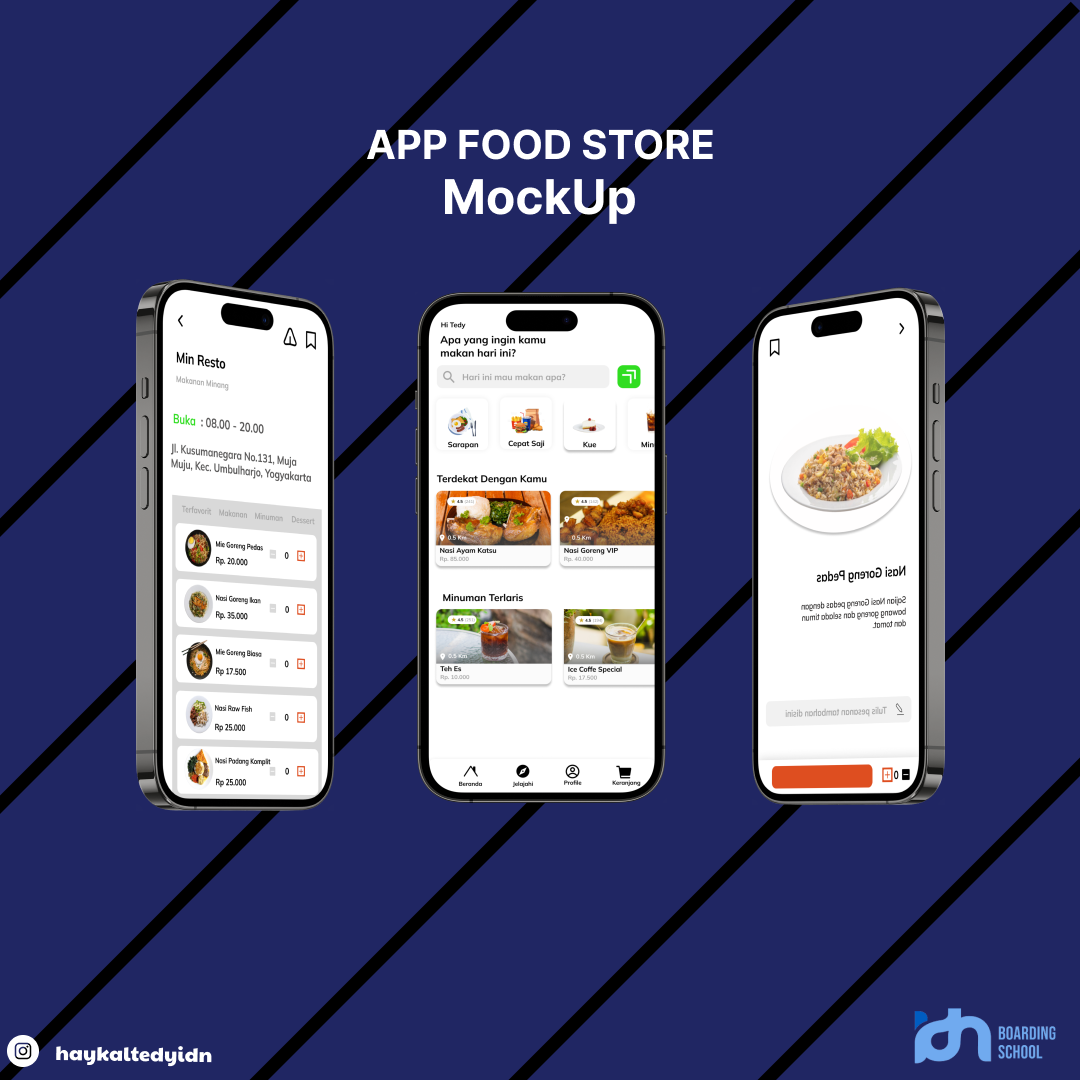 APP FOOD STORE
MockUp
Min Resto
Makanan Minang
Buka : 08.00 - 20.00
Jl. Kusumanegara No.131, Muja
Muju, Kec. Umbulharjo, Yogyakarta
Terfavorit Makanan Minuman Dessert
Mie Goreng Pedas
Rp. 20.000
0
Nasi Goreng Ikan
Rp. 35.000
0
Mie Goreng Biasa
Rp 17.500
0
Nasi Raw Fish
Rp 25.000
0
Nasi Padang Komplit
Rp 25.000
0
Hi Tedy
Apa yang ingin kamu
makan hari ini?
Hari ini mau makan apa?
Sarapan
Cepat Saji
Kue
Min
Terdekat Dengan Kamu
4.5
0.5 Km
Nasi Ayam Katsu
Rp. 65.000
4.5
0.5 Km
Nasi Goreng VIP
Rp. 40.000
Minuman Terlaris
4.5
0.5 Km
Teh Es
Rp. 10.000
4.5
0.5 Km
Ice Coffe Special
Rp. 17.500
Beranda
Jelajahi
Profile
Keranjang
Nasi Goreng Pedas
Sajian Nasi Goreng pedas dengan
bawang goreng dan selada timun
dan tomat.
Tulis pesanan tambahan disini
0
haykaltedyidn
idn
BOARDING
SCHOOL